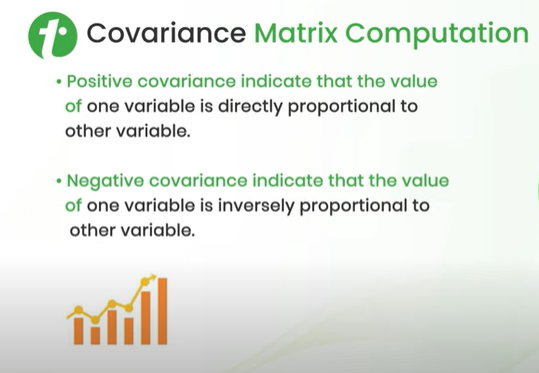 Covariance Matrix Computation
• Positive covariance indicate that the value
of one variable is directly proportional to
other variable.
• Negative covariance indicate that the value
of one variable is inversely proportional to
other variable.